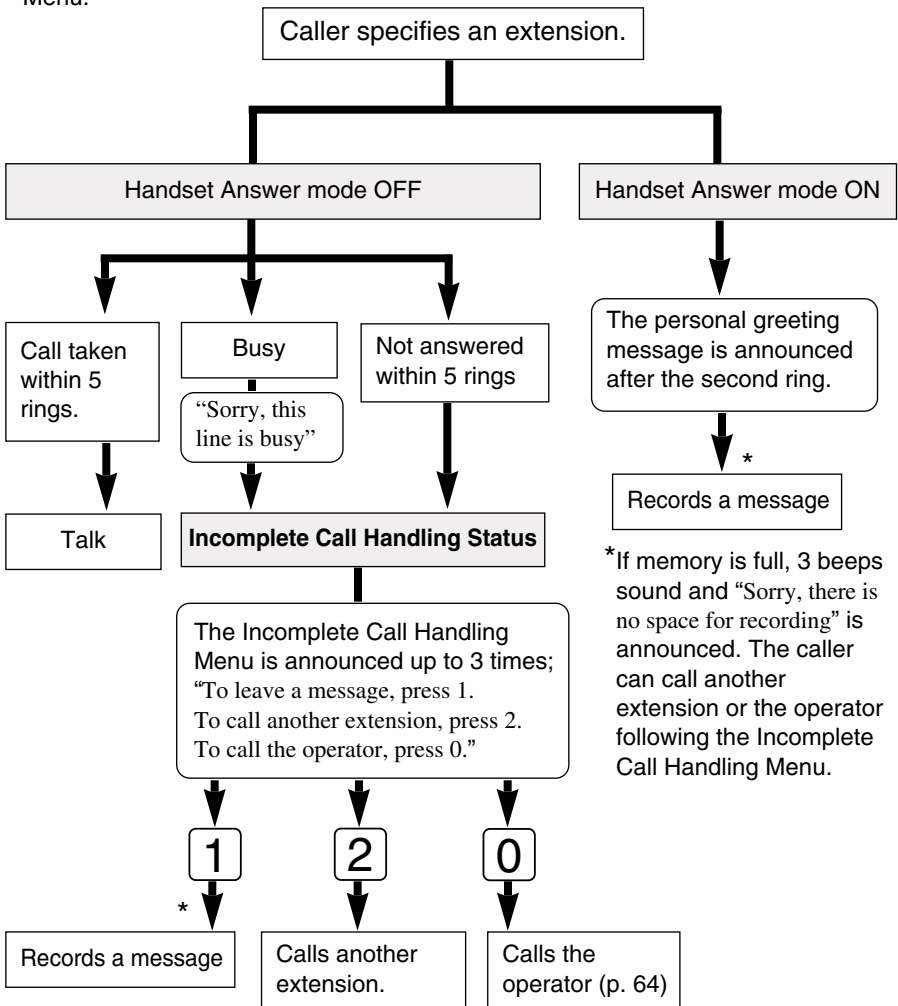 Menu.
Caller specifies an extension.
Handset Answer mode OFF
Handset Answer mode ON
Call taken
within 5
rings.
Busy
Not answered
within 5 rings
The personal greeting
message is announced
after the second ring.
“Sorry, this
line is busy”
*
Records a message
Talk
Incomplete Call Handling Status
*If memory is full, 3 beeps
sound and “Sorry, there is
no space for recording” is
announced. The caller
can call another
extension or the operator
following the Incomplete
Call Handling Menu.
The Incomplete Call Handling
Menu is announced up to 3 times;
“To leave a message, press 1.
To call another extension, press 2.
To call the operator, press 0.”
1
2
0
*
Records a message
Calls another
extension.
Calls the
operator (p. 64)